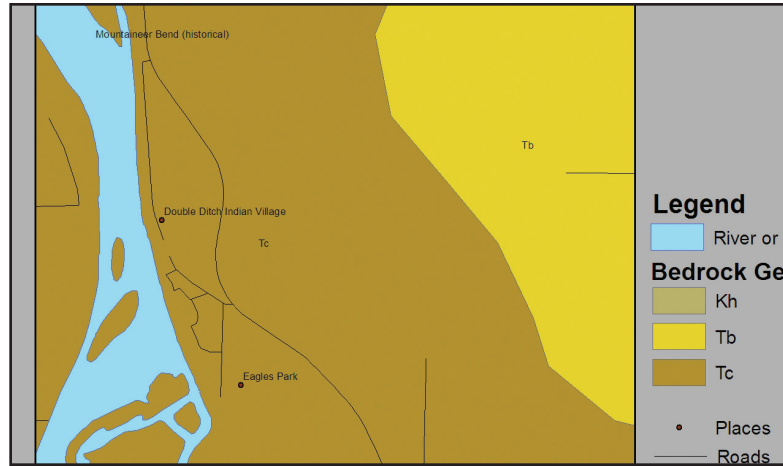 Mountaineer Bend (historical)
Tb
Double Ditch Indian Village
Tc
Eagles Park
Legend
River or
Bedrock Ge
Kh
Tb
Tc
Places
Roads